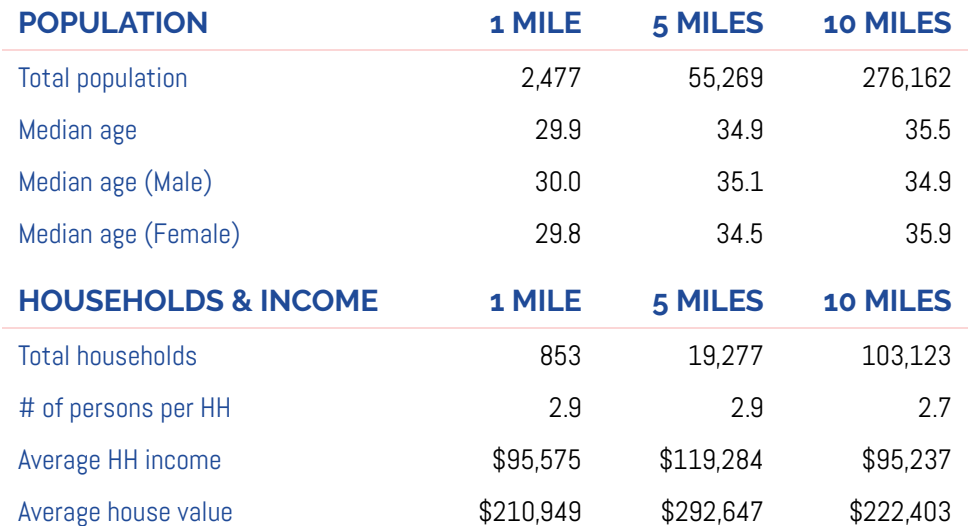 POPULATION 1 MILE 5 MILES 10 MILES
Total population 2,477 55,269 276,162
Median age 29.9 34.9 35.5
Median age (Male) 30.0 35.1 34.9
Median age (Female) 29.8 34.5 35.9
HOUSEHOLDS & INCOME 1 MILE 5 MILES 10 MILES
Total households 853 19,277 103,123
# of persons per HH 2.9 2.9 2.7
Average HH income $95,575 $119,284 $95,237
Average house value $210,949 $292,647 $222,403